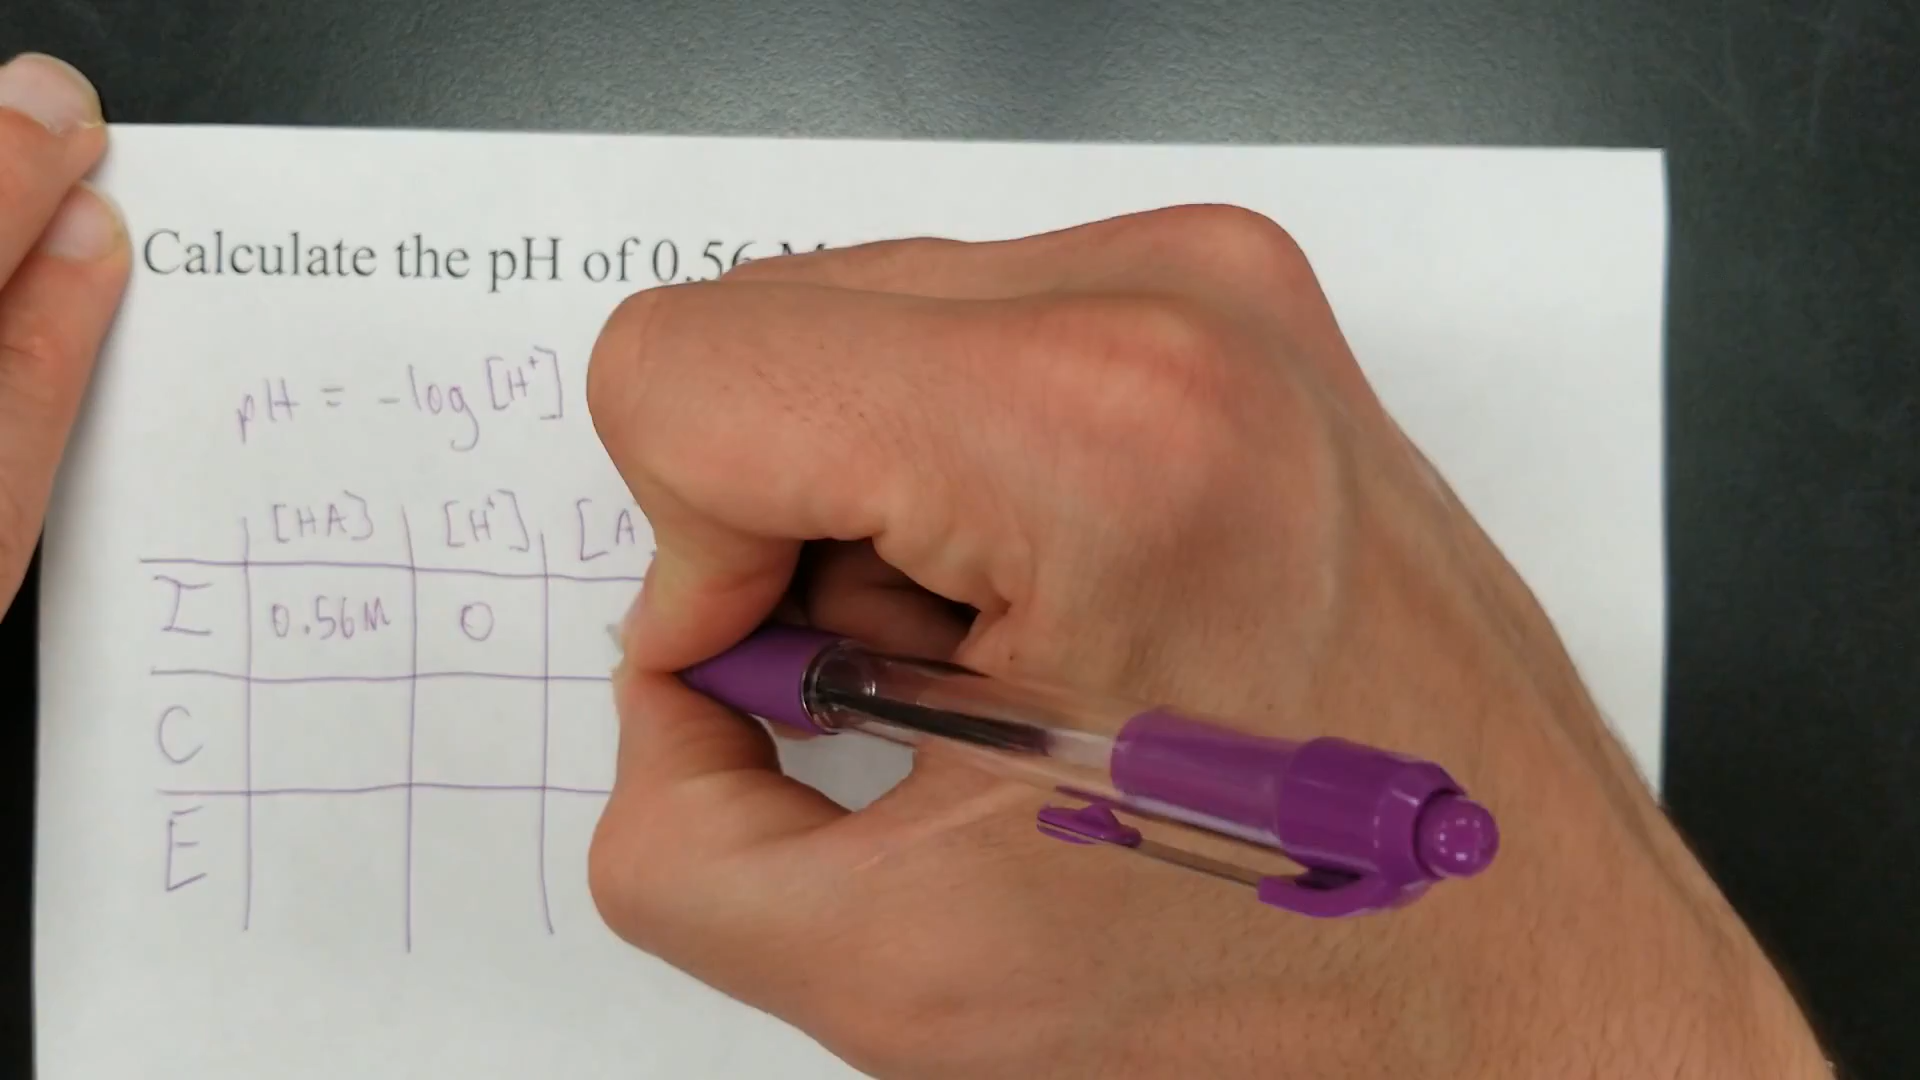 Calculate the pH of 0.56
pH = -log [H⁺]
[HA] [H⁺] [A
I 0.56M 0
C
E